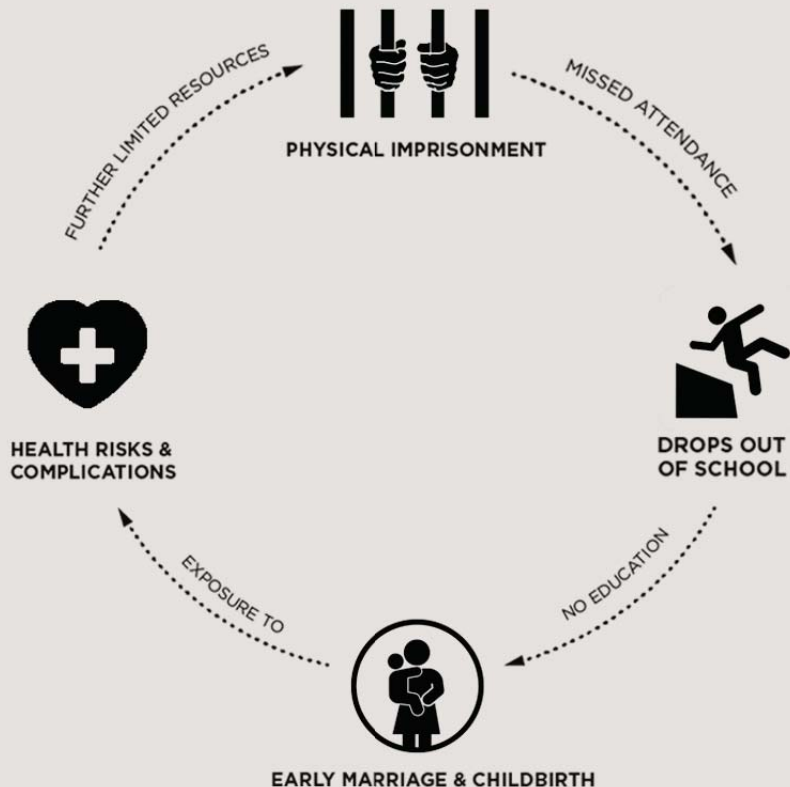 PHYSICAL IMPRISONMENT
MISSED ATTENDANCE
DROPS OUT
OF SCHOOL
NO EDUCATION
EARLY MARRIAGE & CHILDBIRTH
EXPOSURE TO
HEALTH RISKS &
COMPLICATIONS
FURTHER LIMITED RESOURCES